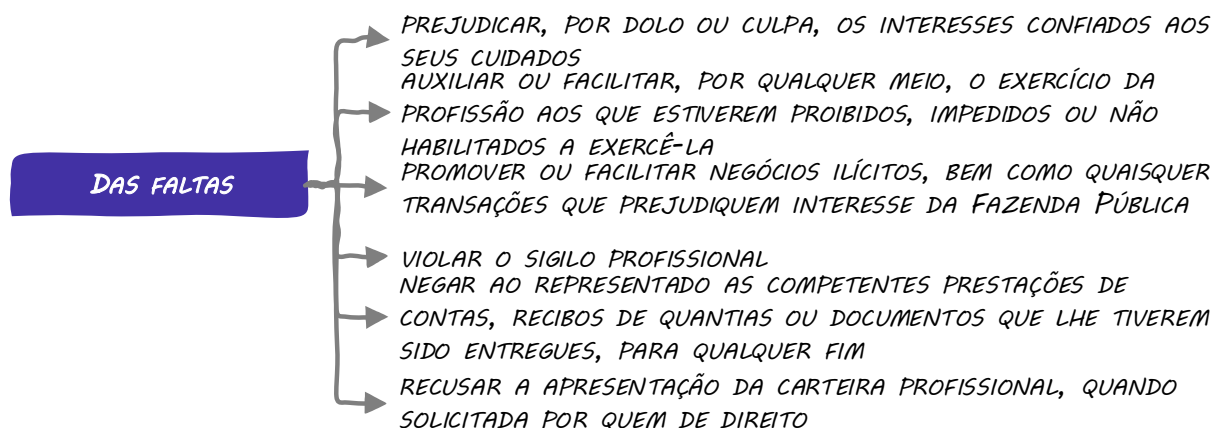 Das faltas
PREJUDICAR, POR DOLO OU CULPA, OS INTERESSES CONFIADOS AOS
SEUS CUIDADOS
AUXILIAR OU FACILITAR, POR QUALQUER MEIO, O EXERCÍCIO DA
PROFISSÃO AOS QUE ESTIVEREM PROIBIDOS, IMPEDIDOS OU NÃO
HABILITADOS A EXERCÊ-LA
PROMOVER OU FACILITAR NEGÓCIOS ILÍCITOS, BEM COMO QUAISQUER
TRANSAÇÕES QUE PREJUDIQUEM INTERESSE DA FAZENDA PÚBLICA
VIOLAR O SIGILO PROFISSIONAL
NEGAR AO REPRESENTADO AS COMPETENTES PRESTAÇÕES DE
CONTAS, RECIBOS DE QUANTIAS OU DOCUMENTOS QUE LHE TIVEREM
SIDO ENTREGUES, PARA QUALQUER FIM
RECUSAR A APRESENTAÇÃO DA CARTEIRA PROFISSIONAL, QUANDO
SOLICITADA POR QUEM DE DIREITO